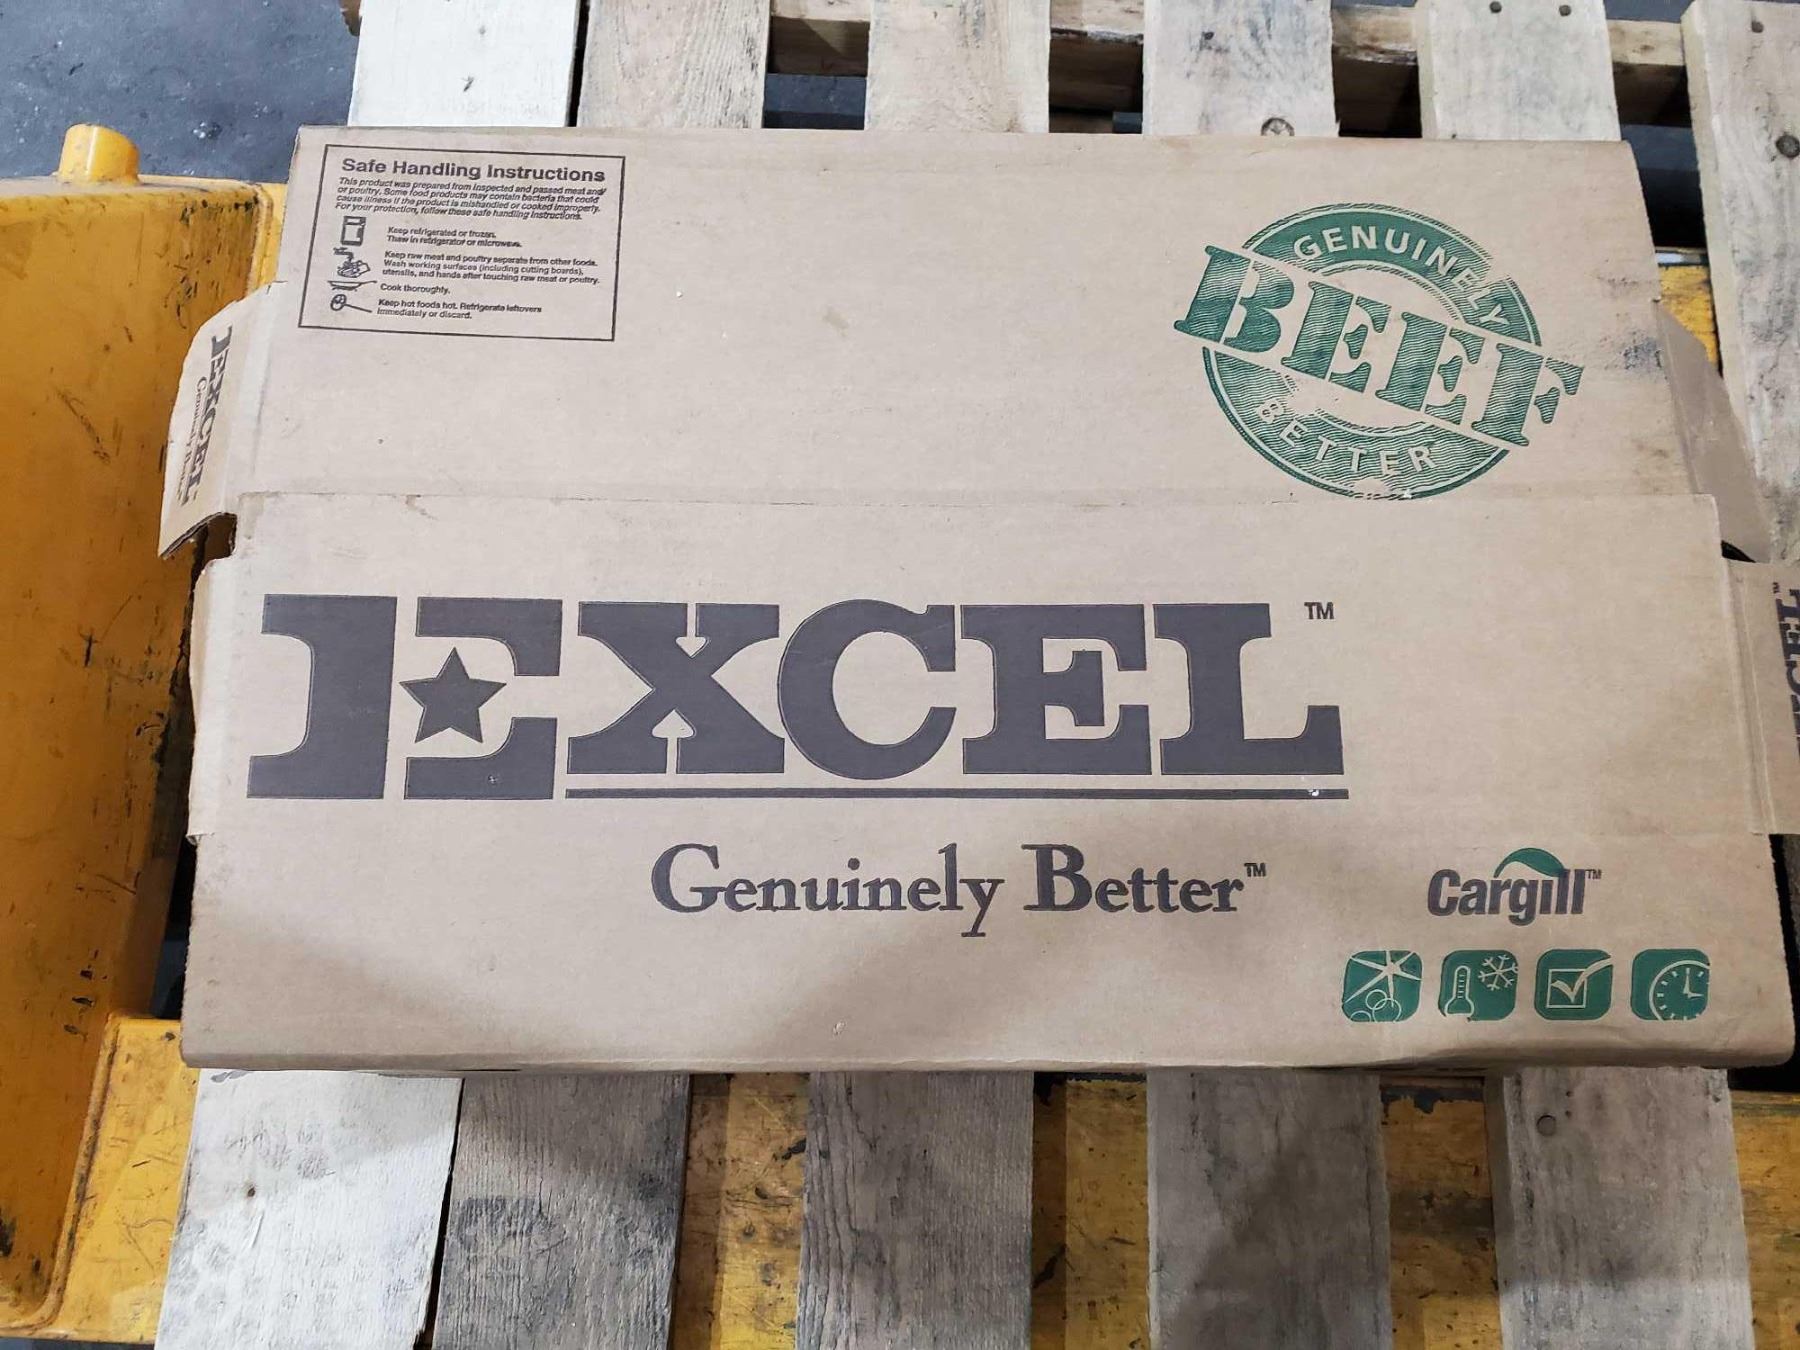 Safe Handling Instructions
This product was prepared from inspected and passed meat and/
or poultry. Some food products may contain bacteria that could
cause illness if the product is mishandled or cooked improperly.
For your protection, follow these safe handling instructions.
Keep refrigerated or frozen.
Thaw in refrigerator or microwave.
Keep raw meat and poultry separate from other foods.
Wash working surfaces (including cutting boards),
utensils, and hands after touching raw meat or poultry.
Cook thoroughly.
Keep hot foods hot. Refrigerate leftovers
immediately or discard.
GENUINELY
BEEF
BETTER
EXCEL
Genuinely Better
EXCEL™
Genuinely Better™
Cargill™